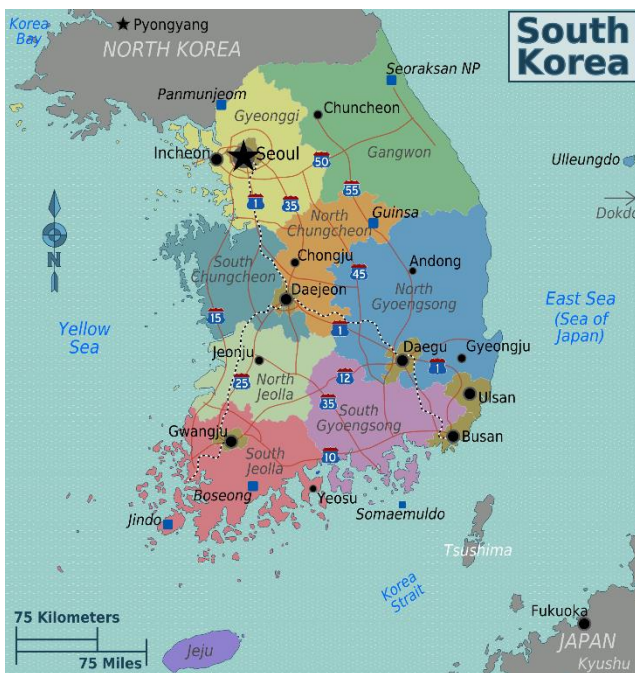 Korea
Bay
Pyongyang
NORTH KOREA
South
Korea
Seoraksan NP
Panmunjeom
Chuncheon
Gyeonggi
Incheon
Seoul
Gangwon
50
Ulleungdo
55
1
35
Dokdo
North
Chungcheon
Guinsa
N
South
Chungcheon
Chongju
45
Andong
North
Gyoengsong
Daejeon
15
East Sea
(Sea of
Japan)
Yellow
Sea
1
Jeonju
Daegu
Gyeongju
1
25
North
Jeolla
12
35
Ulsan
South
Gyoengsong
Gwangju
Busan
South
Jeolla
10
Boseong
Yeosu
Somaemuldo
Jindo
Tsushima
Korea
Strait
75 Kilometers
75 Miles
Jeju
Fukuoka
JAPAN
Kyushu